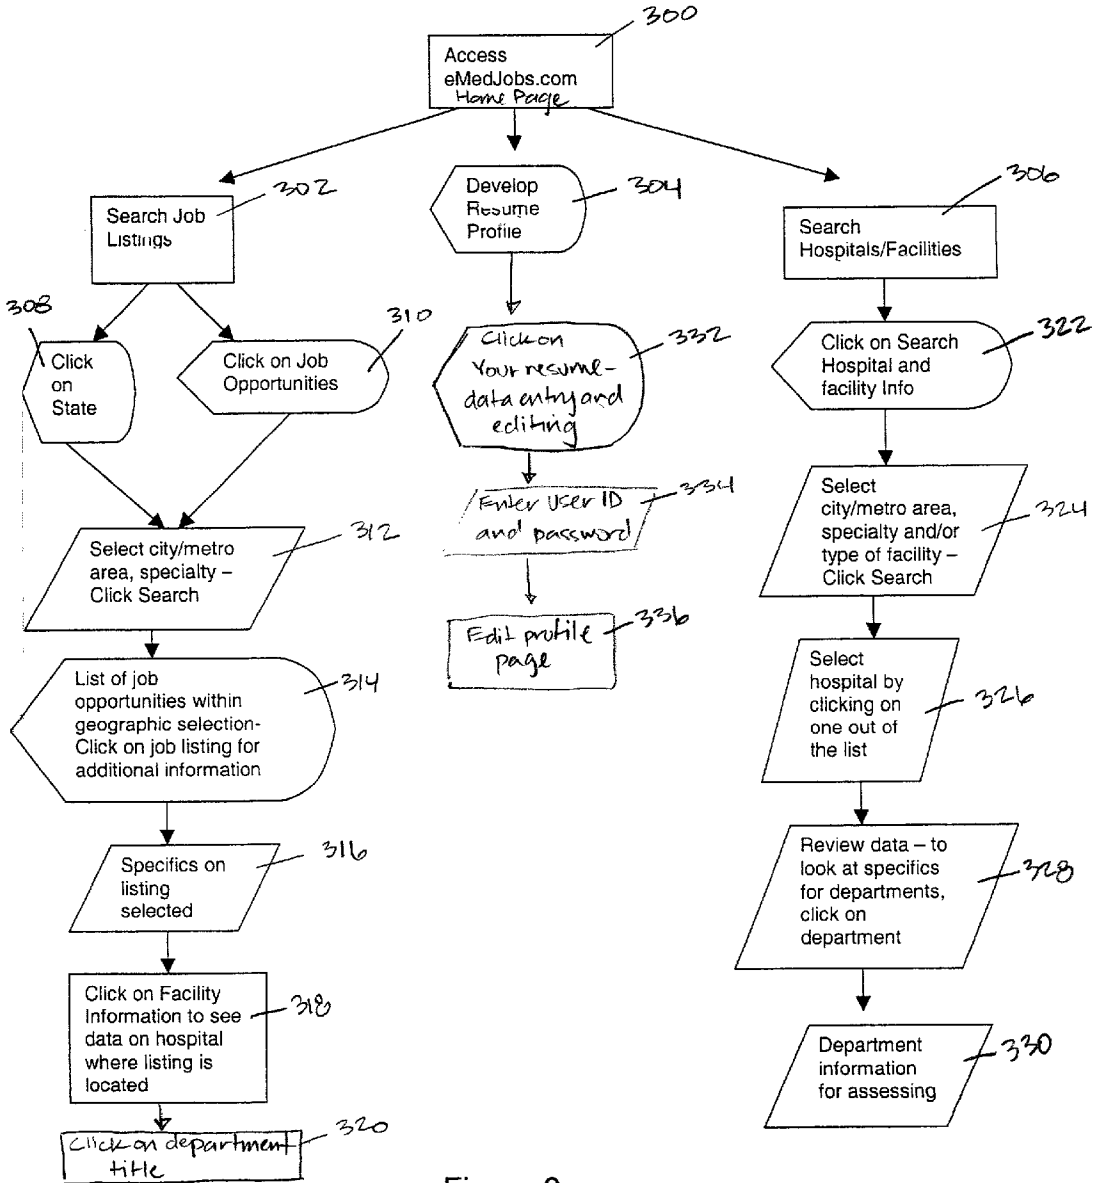 300
Access
eMedJobs.com
Home Page
302
Search Job
Listings
304
Develop
Resume
Profile
306
Search
Hospitals/Facilities
308
Click
on
State
310
Click on Job
Opportunities
332
Click on
Your resume-
data entry and
editing
322
Click on Search
Hospital and
facility Info
312
Select city/metro
area, specialty –
Click Search
334
Enter User ID
and password
324
Select
city/metro area,
specialty and/or
type of facility –
Click Search
314
List of job
opportunities within
geographic selection-
Click on job listing for
additional information
336
Edit profile
page
326
Select
hospital by
clicking on
one out of
the list
316
Specifics on
listing
selected
328
Review data – to
look at specifics
for departments,
click on
department
318
Click on Facility
Information to see
data on hospital
where listing is
located
330
Department
information
for assessing
320
Click on department
title